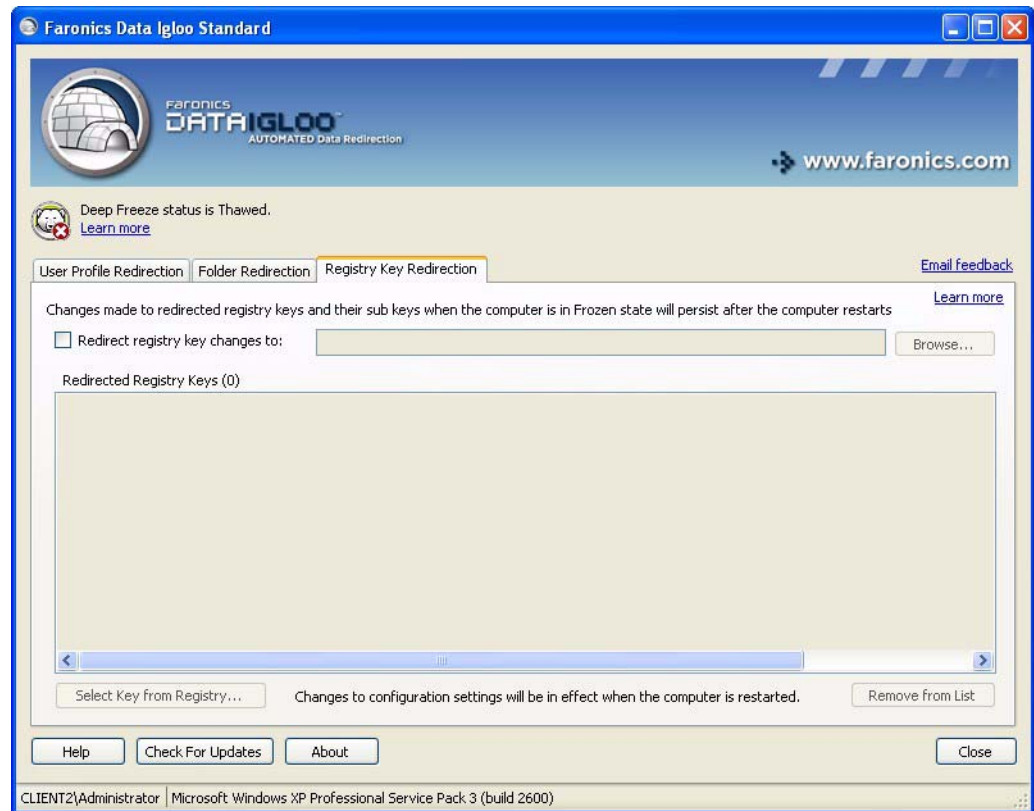 Faronics Data Igloo Standard
Faronics
DATAIGLOO™
AUTOMATED Data Redirection
www.faronics.com
Deep Freeze status is Thawed.
Learn more
User Profile Redirection
Folder Redirection
Registry Key Redirection
Email feedback
Learn more
Changes made to redirected registry keys and their sub keys when the computer is in Frozen state will persist after the computer restarts
Redirect registry key changes to:
Browse...
Redirected Registry Keys (0)
Select Key from Registry...
Changes to configuration settings will be in effect when the computer is restarted.
Remove from List
Help
Check For Updates
About
Close
CLIENT2\Administrator
Microsoft Windows XP Professional Service Pack 3 (build 2600)